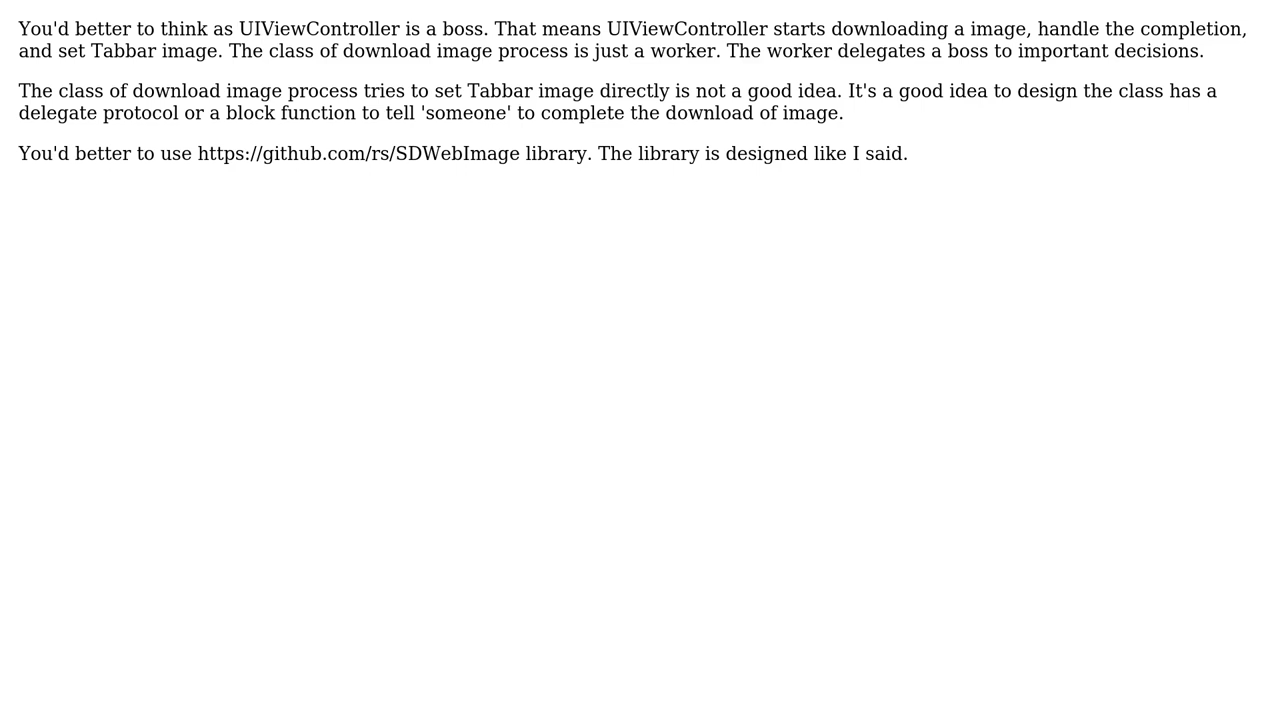 You'd better to think as UIViewController is a boss. That means UIViewController starts downloading a image, handle the completion,
and set Tabbar image. The class of download image process is just a worker. The worker delegates a boss to important decisions.
The class of download image process tries to set Tabbar image directly is not a good idea. It's a good idea to design the class has a
delegate protocol or a block function to tell 'someone' to complete the download of image.
You'd better to use https://github.com/rs/SDWebImage library. The library is designed like I said.